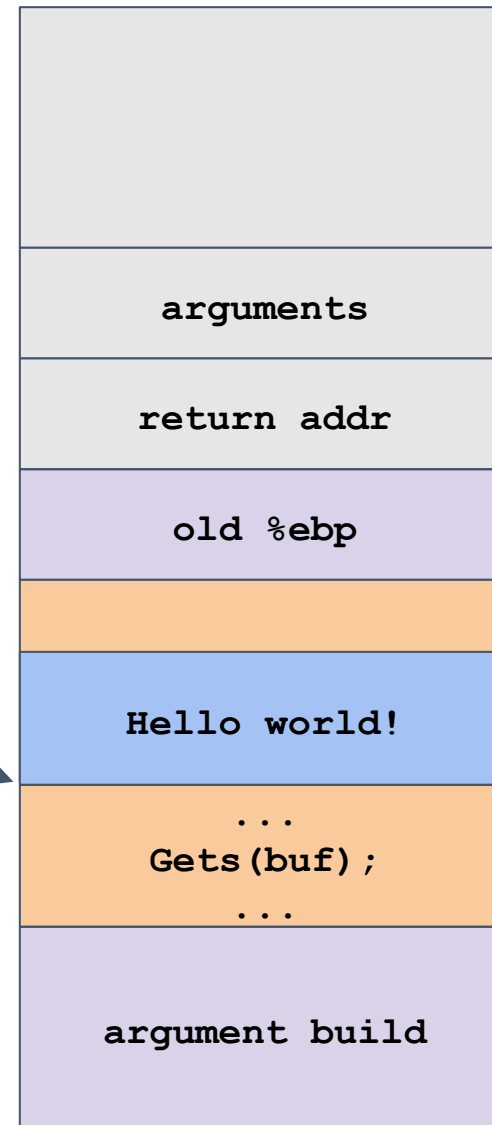 arguments
return addr
old %ebp
Hello world!
...
Gets(buf);
...
argument build